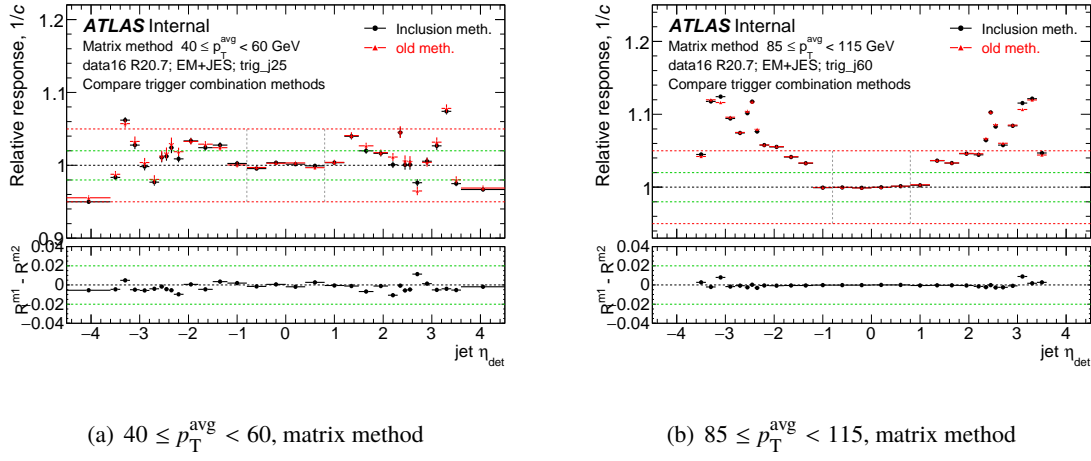 ATLAS Internal
Matrix method 40 ≤ p_T^avg < 60 GeV
data16 R20.7; EM+JES; trig_j25
Compare trigger combination methods
Inclusion meth.
old meth.
Relative response, 1/c
1.2
1.1
1
0.9
R^m1 - R^m2
0.04
0.02
0
−0.02
−0.04
−4 −3 −2 −1 0 1 2 3 4
jet η_det
ATLAS Internal
Matrix method 85 ≤ p_T^avg < 115 GeV
data16 R20.7; EM+JES; trig_j60
Compare trigger combination methods
Inclusion meth.
old meth.
Relative response, 1/c
1.2
1.1
1
R^m1 - R^m2
0.04
0.02
0
−0.02
−0.04
−4 −3 −2 −1 0 1 2 3 4
jet η_det
(a) 40 ≤ p_T^avg < 60, matrix method
(b) 85 ≤ p_T^avg < 115, matrix method